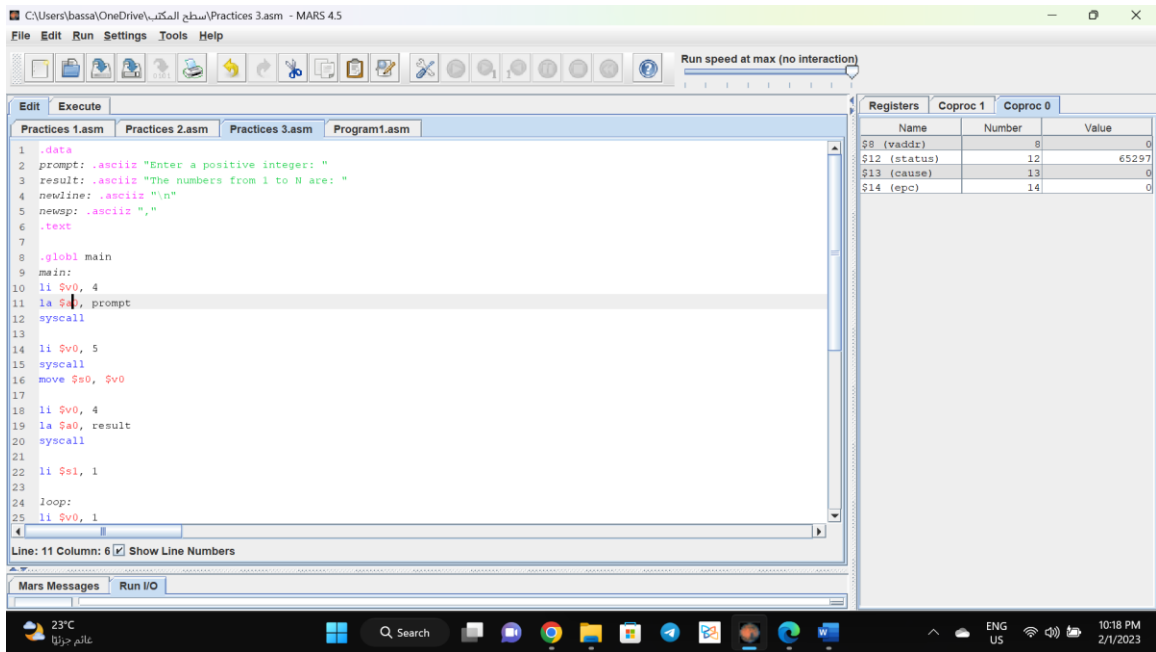 C:\Users\bassa\OneDrive\سطح المكتب\Practices 3.asm - MARS 4.5
File Edit Run Settings Tools Help
Run speed at max (no interaction)
Edit Execute
Practices 1.asm Practices 2.asm Practices 3.asm Program1.asm
1 .data
2 prompt: .asciiz "Enter a positive integer: "
3 result: .asciiz "The numbers from 1 to N are: "
4 newline: .asciiz "\n"
5 newsp: .asciiz ","
6 .text
7
8 .globl main
9 main:
10 li $v0, 4
11 la $a0, prompt
12 syscall
13
14 li $v0, 5
15 syscall
16 move $s0, $v0
17
18 li $v0, 4
19 la $a0, result
20 syscall
21
22 li $s1, 1
23
24 loop:
25 li $v0, 1
Line: 11 Column: 6 Show Line Numbers
Mars Messages Run I/O
Registers Coproc 1 Coproc 0
Name Number Value
$8 (vaddr) 8 0
$12 (status) 12 65297
$13 (cause) 13 0
$14 (epc) 14 0
23°C
غائم جزئيًا
Search
ENG
US
10:18 PM
2/1/2023